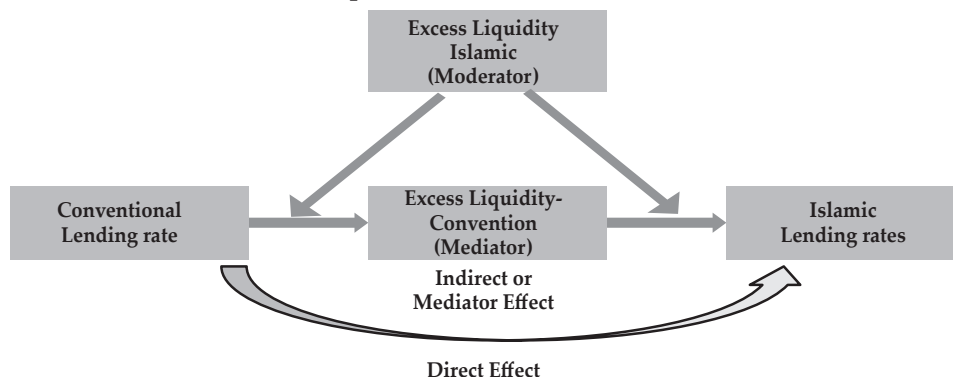 Excess Liquidity
Islamic
(Moderator)
Conventional
Lending rate
Excess Liquidity-
Convention
(Mediator)
Islamic
Lending rates
Indirect or
Mediator Effect
Direct Effect